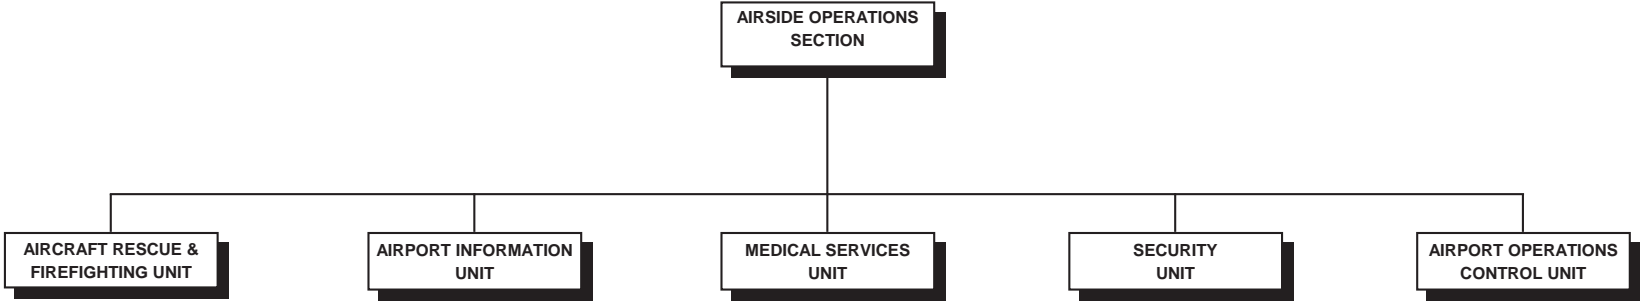 AIRSIDE OPERATIONS
SECTION
AIRCRAFT RESCUE &
FIREFIGHTING UNIT
AIRPORT INFORMATION
UNIT
MEDICAL SERVICES
UNIT
SECURITY
UNIT
AIRPORT OPERATIONS
CONTROL UNIT